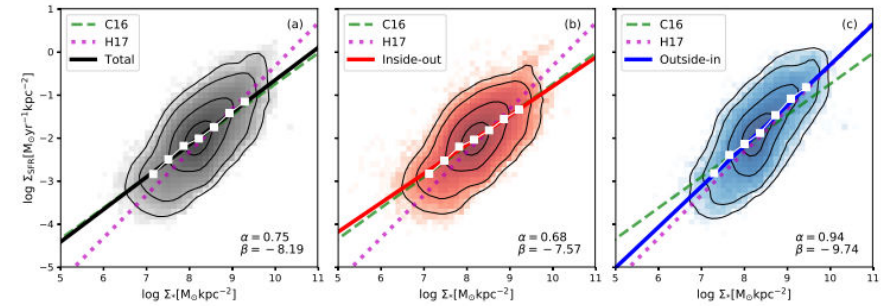 C16
H17
Total
(a)
C16
H17
Inside-out
(b)
C16
H17
Outside-in
(c)
log Σ_SFR[M_⊙yr⁻¹kpc⁻²]
1
0
−1
−2
−3
−4
−5
α = 0.75
β = −8.19
α = 0.68
β = −7.57
α = 0.94
β = −9.74
5 6 7 8 9 10 11
5 6 7 8 9 10 11
5 6 7 8 9 10 11
log Σ_*[M_⊙kpc⁻²]
log Σ_*[M_⊙kpc⁻²]
log Σ_*[M_⊙kpc⁻²]